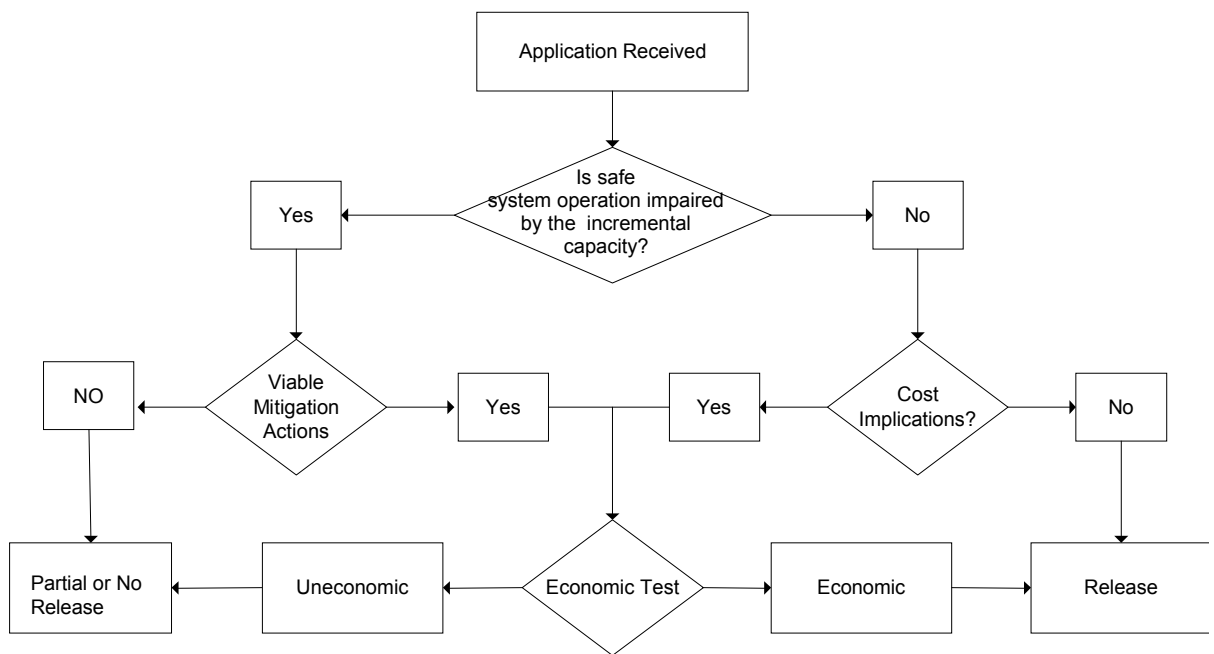 Application Received
Is safe
system operation impaired
by the incremental
capacity?
Yes
No
NO
Viable
Mitigation
Actions
Yes
Yes
Cost
Implications?
No
Partial or No
Release
Uneconomic
Economic Test
Economic
Release